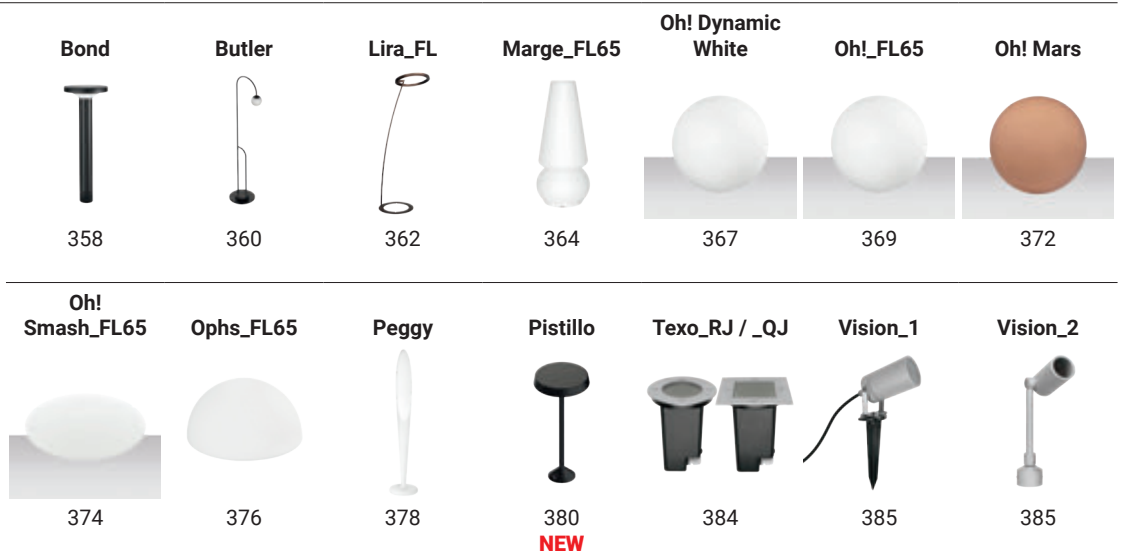 Bond
Butler
Lira_FL
Marge_FL65
Oh! Dynamic
White
Oh!_FL65
Oh! Mars
358
360
362
364
367
369
372
Oh!
Smash_FL65
Ophs_FL65
Peggy
Pistillo
Texo_RJ / _QJ
Vision_1
Vision_2
374
376
378
380
NEW
384
385
385